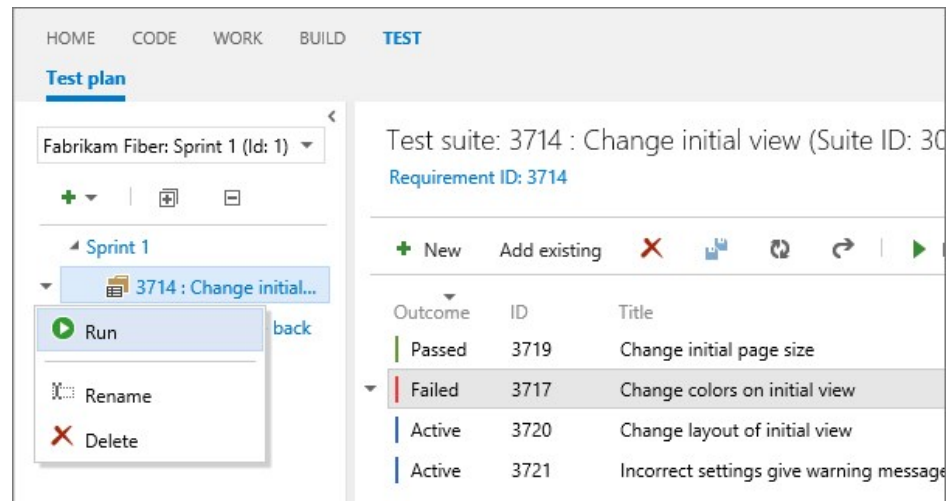 HOME CODE WORK BUILD TEST
Test plan
Fabrikam Fiber: Sprint 1 (Id: 1)
Sprint 1
3714 : Change initial...
back
Run
Rename
Delete
Test suite: 3714 : Change initial view (Suite ID: 30
Requirement ID: 3714
New Add existing
Outcome ID Title
Passed 3719 Change initial page size
Failed 3717 Change colors on initial view
Active 3720 Change layout of initial view
Active 3721 Incorrect settings give warning message